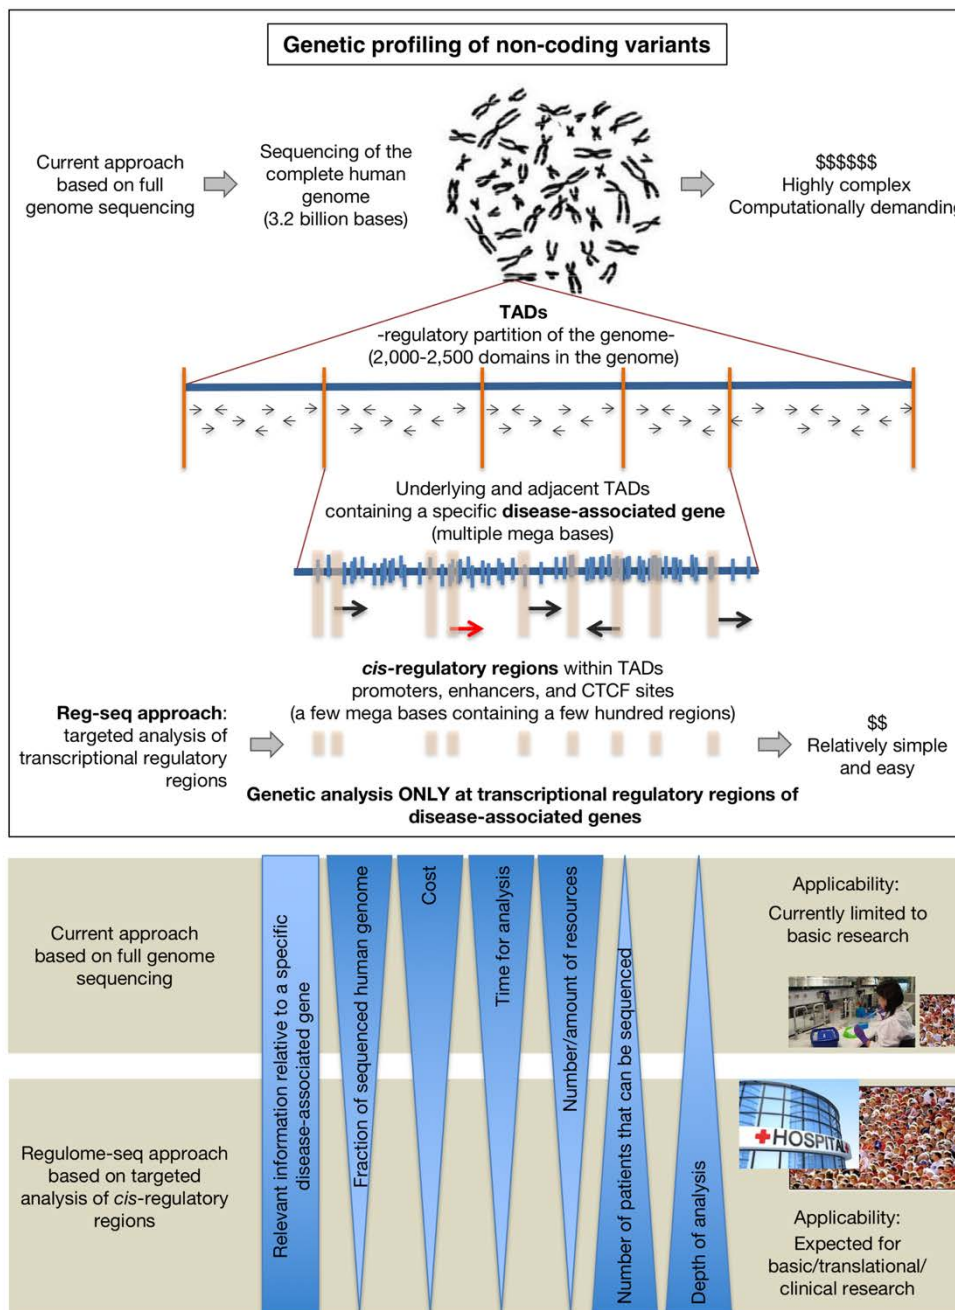 Genetic profiling of non-coding variants
Current approach
based on full
genome sequencing
Sequencing of the
complete human
genome
(3.2 billion bases)
$$$$$$
Highly complex
Computationally demanding
TADs
-regulatory partition of the genome-
(2,000-2,500 domains in the genome)
Underlying and adjacent TADs
containing a specific disease-associated gene
(multiple mega bases)
cis-regulatory regions within TADs
promoters, enhancers, and CTCF sites
(a few mega bases containing a few hundred regions)
Reg-seq approach:
targeted analysis of
transcriptional regulatory
regions
$$
Relatively simple
and easy
Genetic analysis ONLY at transcriptional regulatory regions of
disease-associated genes
Current approach
based on full genome
sequencing
Regulome-seq approach
based on targeted
analysis of cis-regulatory
regions
Relevant information relative to a specific
disease-associated gene
Fraction of sequenced human genome
Cost
Time for analysis
Number/amount of resources
Number of patients that can be sequenced
Depth of analysis
Applicability:
Currently limited to
basic research
HOSPITAL
Applicability:
Expected for
basic/translational/
clinical research